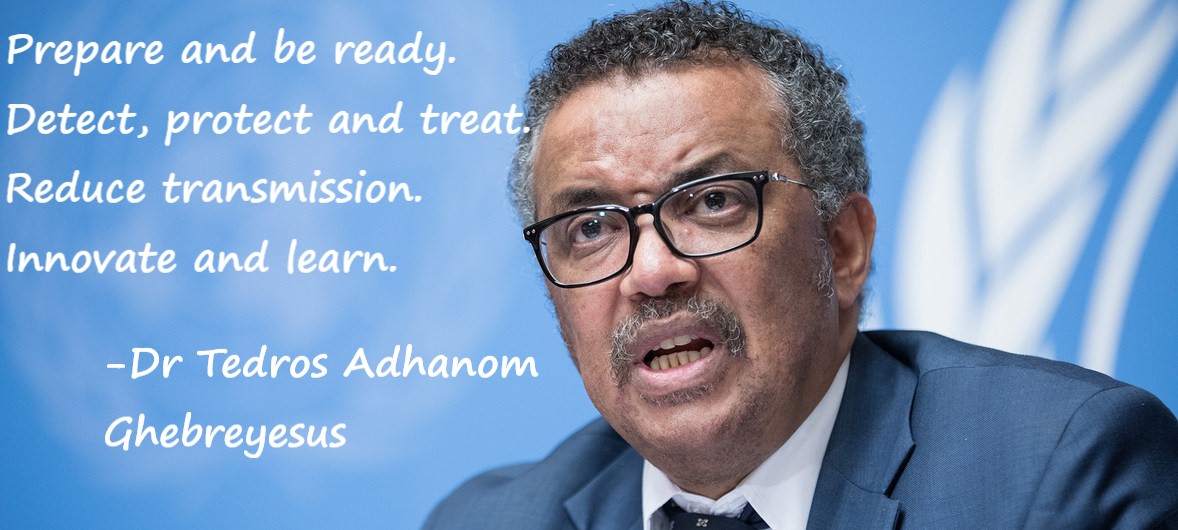 Prepare and be ready.
Detect, protect and treat.
Reduce transmission.
Innovate and learn.
-Dr Tedros Adhanom
Ghebreyesus